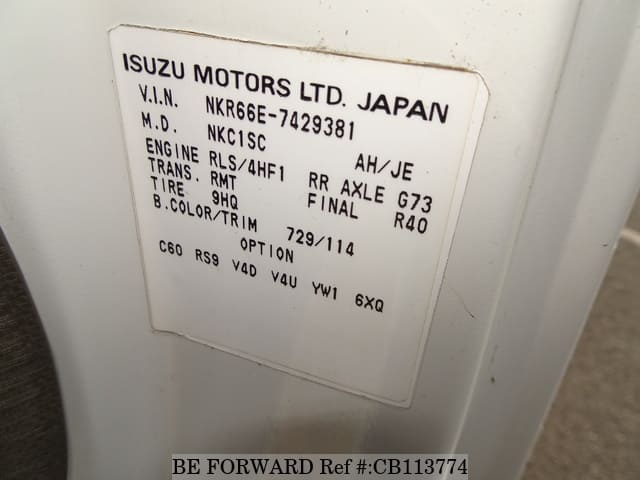 ISUZU MOTORS LTD. JAPAN
V.I.N. NKR66E-7429381
M.D. NKC1SC AH/JE
ENGINE RLS/4HF1 RR AXLE G73
TRANS. RMT FINAL R40
TIRE 9HQ
B.COLOR/TRIM 729/114
OPTION
C60 RS9 V4D V4U YW1 6XQ
BE FORWARD Ref #:CB113774